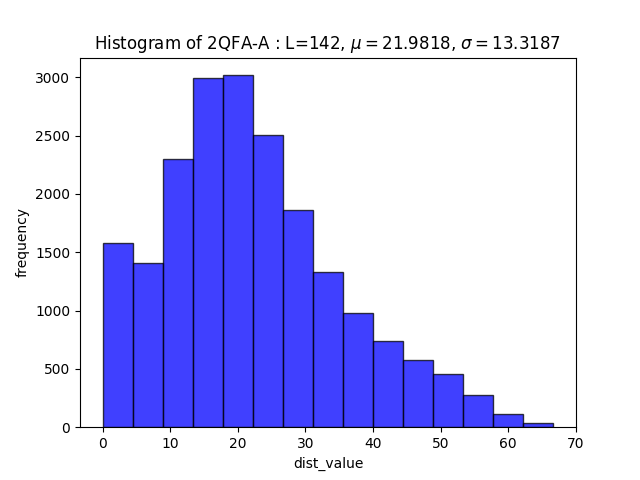 Histogram of 2QFA-A : L=142, μ = 21.9818, σ = 13.3187
3000
2500
2000
1500
1000
500
0
frequency
0 10 20 30 40 50 60 70
dist_value